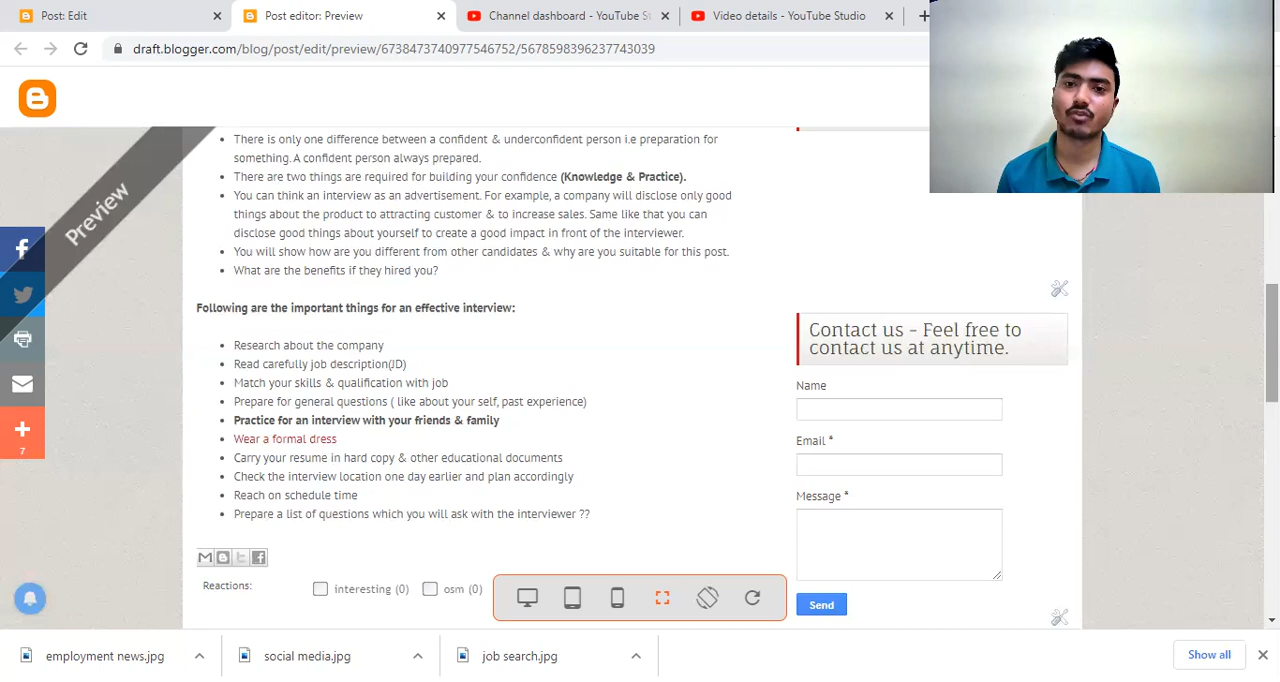 Post: Edit
Post editor: Preview
Channel dashboard - YouTube St
Video details - YouTube Studio
draft.blogger.com/blog/post/edit/preview/6738473740977546752/5678598396237743039
Preview
There is only one difference between a confident & underconfident person i.e preparation for
something. A confident person always prepared.
There are two things are required for building your confidence (Knowledge & Practice).
You can think an interview as an advertisement. For example, a company will disclose only good
things about the product to attracting customer & to increase sales. Same like that you can
disclose good things about yourself to create a good impact in front of the interviewer.
You will show how are you different from other candidates & why are you suitable for this post.
What are the benefits if they hired you?
Following are the important things for an effective interview:
Research about the company
Read carefully job description(JD)
Match your skills & qualification with job
Prepare for general questions ( like about your self, past experience)
Practice for an interview with your friends & family
Wear a formal dress
Carry your resume in hard copy & other educational documents
Check the interview location one day earlier and plan accordingly
Reach on schedule time
Prepare a list of questions which you will ask with the interviewer ??
7
Reactions:
interesting (0)
osm (0)
Contact us - Feel free to
contact us at anytime.
Name
Email *
Message *
Send
employment news.jpg
social media.jpg
job search.jpg
Show all